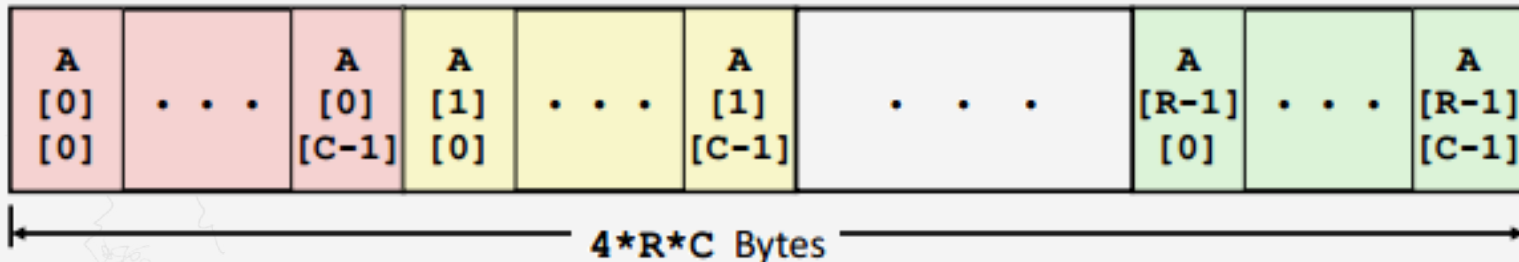 A A A A A A
[0] . . . [0] [1] . . . [1] . . . [R-1] . . . [R-1]
[0] [C-1] [0] [C-1] [0] [C-1]
4*R*C Bytes